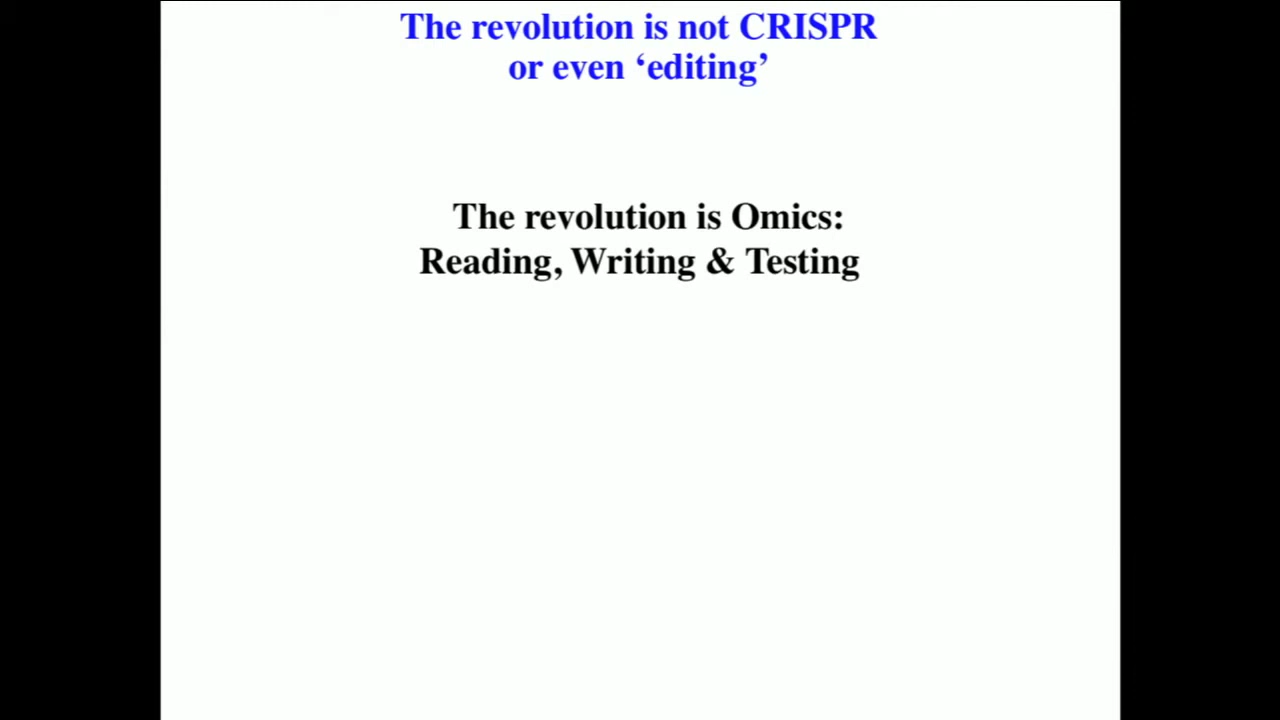 The revolution is not CRISPR
or even ‘editing’
The revolution is Omics:
Reading, Writing & Testing